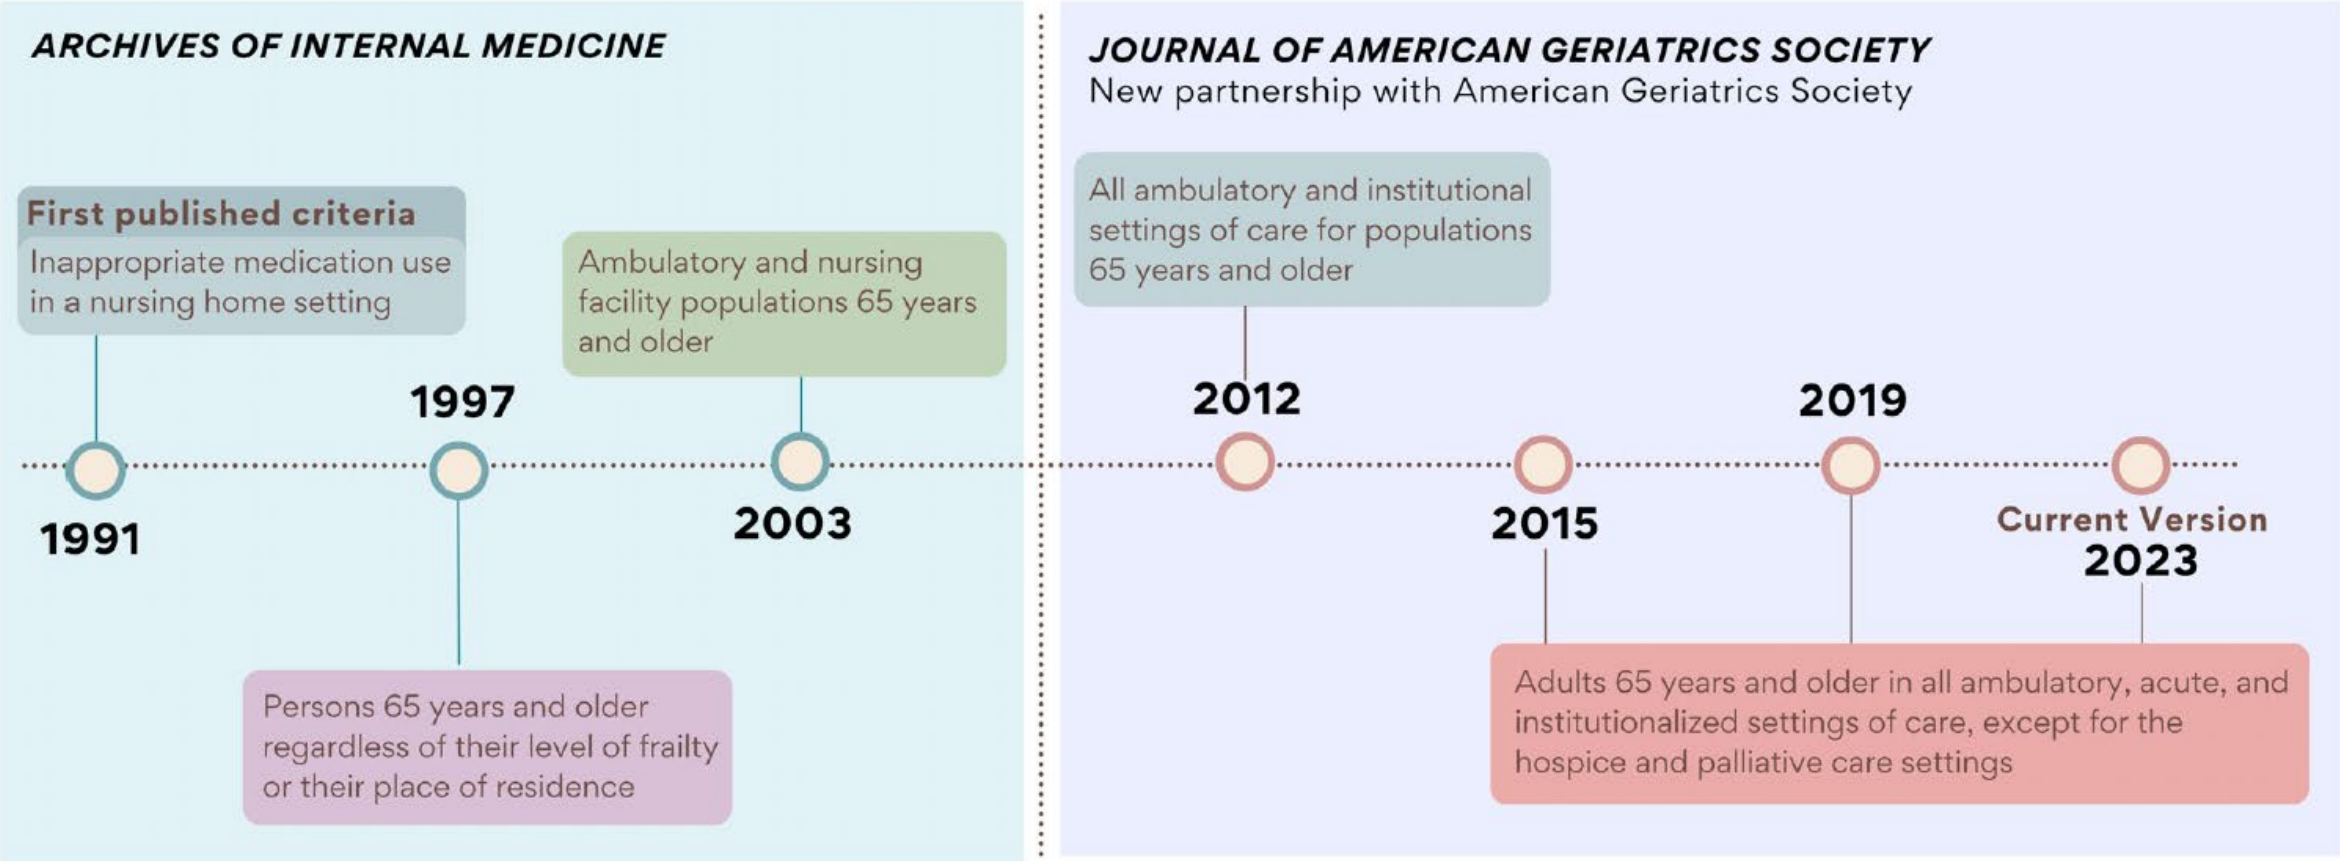 ARCHIVES OF INTERNAL MEDICINE
First published criteria
Inappropriate medication use
in a nursing home setting
1991
1997
Persons 65 years and older
regardless of their level of frailty
or their place of residence
Ambulatory and nursing
facility populations 65 years
and older
2003
JOURNAL OF AMERICAN GERIATRICS SOCIETY
New partnership with American Geriatrics Society
All ambulatory and institutional
settings of care for populations
65 years and older
2012
2015
2019
Current Version
2023
Adults 65 years and older in all ambulatory, acute, and
institutionalized settings of care, except for the
hospice and palliative care settings